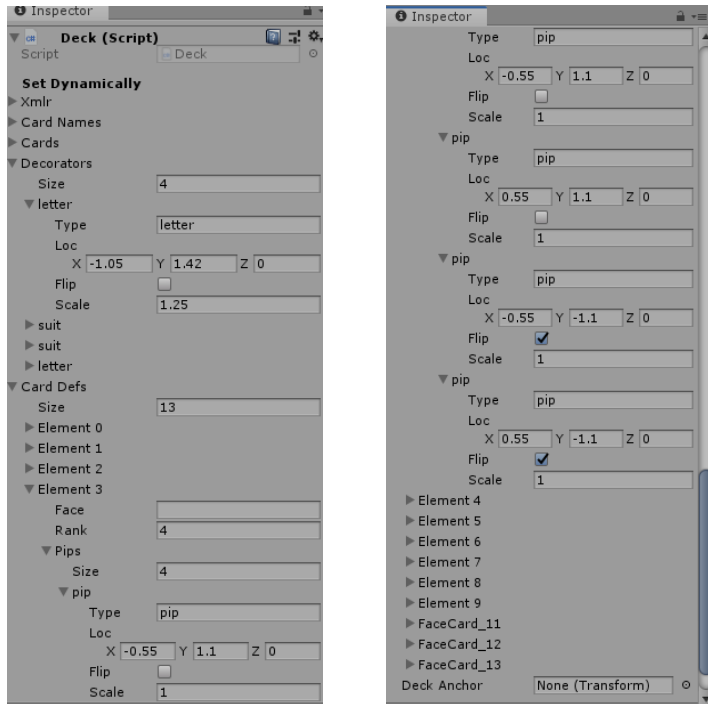 Inspector
Deck (Script)
Script Deck
Set Dynamically
Xmlr
Card Names
Cards
Decorators
Size 4
letter
Type letter
Loc
X -1.05 Y 1.42 Z 0
Flip
Scale 1.25
suit
suit
letter
Card Defs
Size 13
Element 0
Element 1
Element 2
Element 3
Face
Rank 4
Pips
Size 4
pip
Type pip
Loc
X -0.55 Y 1.1 Z 0
Flip
Scale 1
Inspector
Type pip
Loc
X -0.55 Y 1.1 Z 0
Flip
Scale 1
pip
Type pip
Loc
X 0.55 Y 1.1 Z 0
Flip
Scale 1
pip
Type pip
Loc
X -0.55 Y -1.1 Z 0
Flip
Scale 1
pip
Type pip
Loc
X 0.55 Y -1.1 Z 0
Flip
Scale 1
Element 4
Element 5
Element 6
Element 7
Element 8
Element 9
FaceCard_11
FaceCard_12
FaceCard_13
Deck Anchor None (Transform)